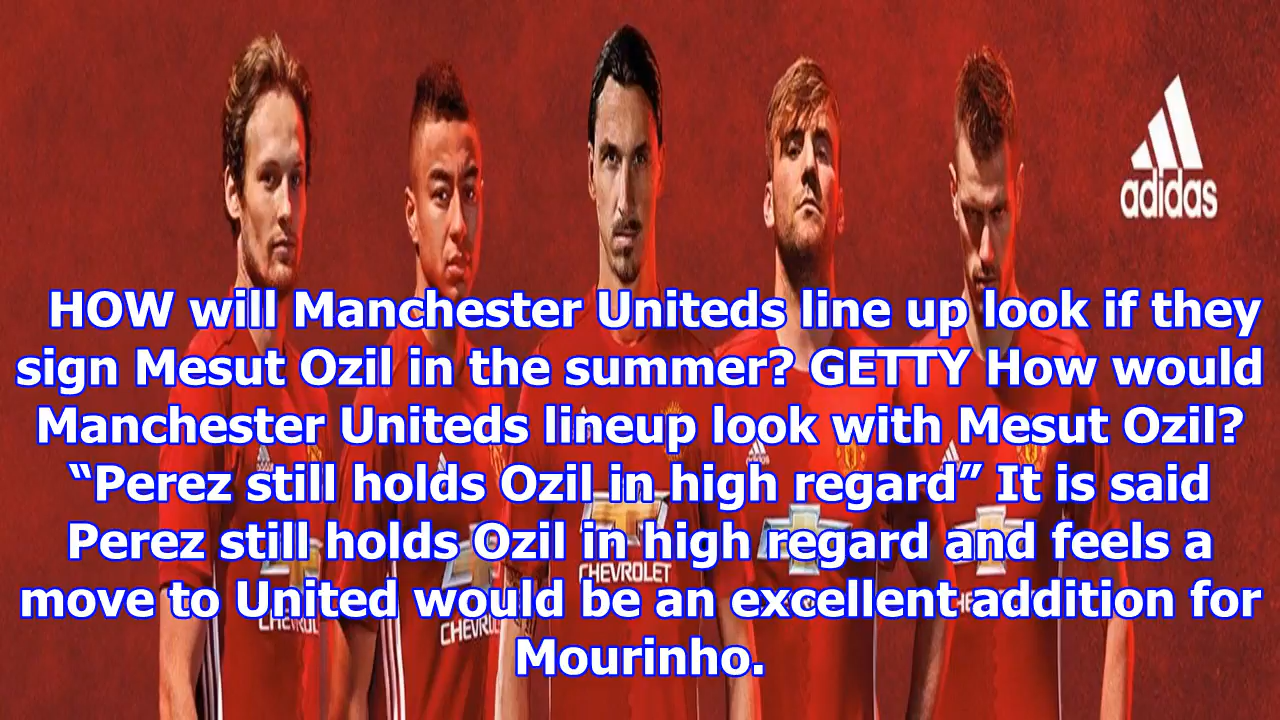 adidas
HOW will Manchester Uniteds line up look if they
sign Mesut Ozil in the summer? GETTY How would
Manchester Uniteds lineup look with Mesut Ozil?
“Perez still holds Ozil in high regard” It is said
Perez still holds Ozil in high regard and feels a
move to United would be an excellent addition for
Mourinho.
CHEVROLET